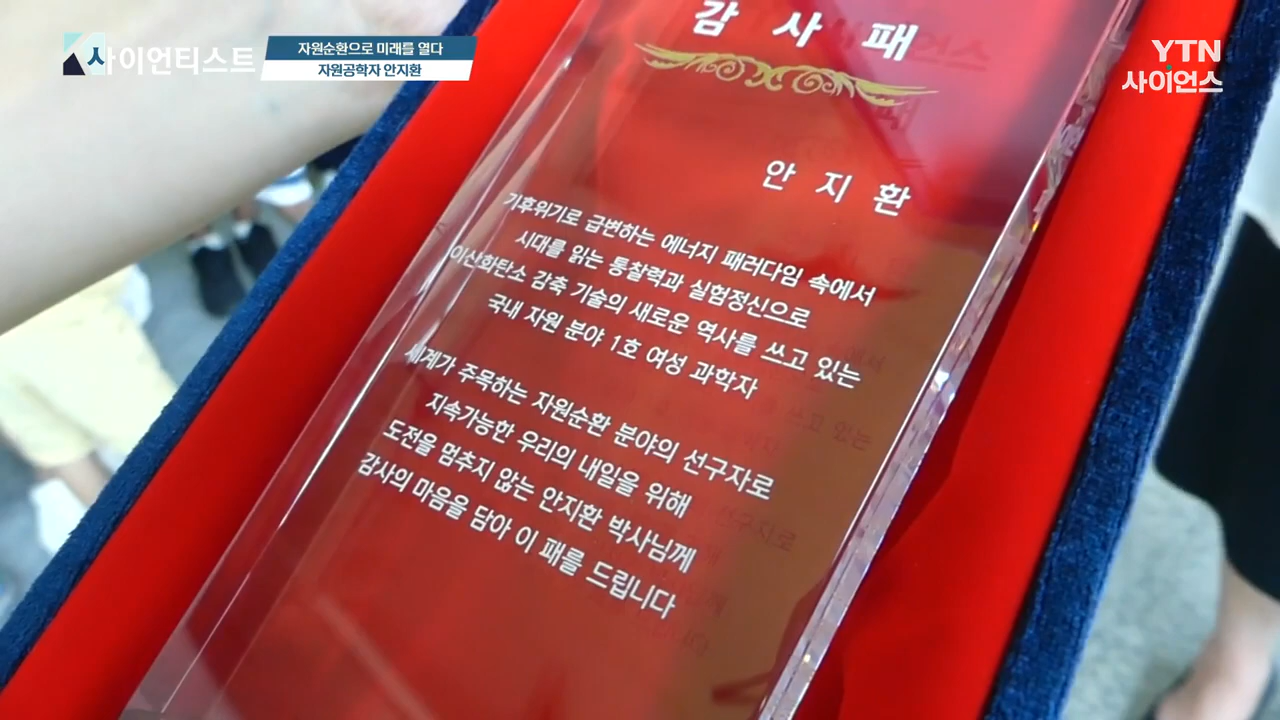 사이언티스트
자원순환으로 미래를 열다
자원공학자 안지환
YTN
사이언스
감사패
안지환
기후위기로 급변하는 에너지 패러다임 속에서
시대를 읽는 통찰력과 실험정신으로
이산화탄소 감축 기술의 새로운 역사를 쓰고 있는
국내 자원 분야 1호 여성 과학자
세계가 주목하는 자원순환 분야의 선구자로
지속가능한 우리의 내일을 위해
도전을 멈추지 않는 안지환 박사님께
감사의 마음을 담아 이 패를 드립니다